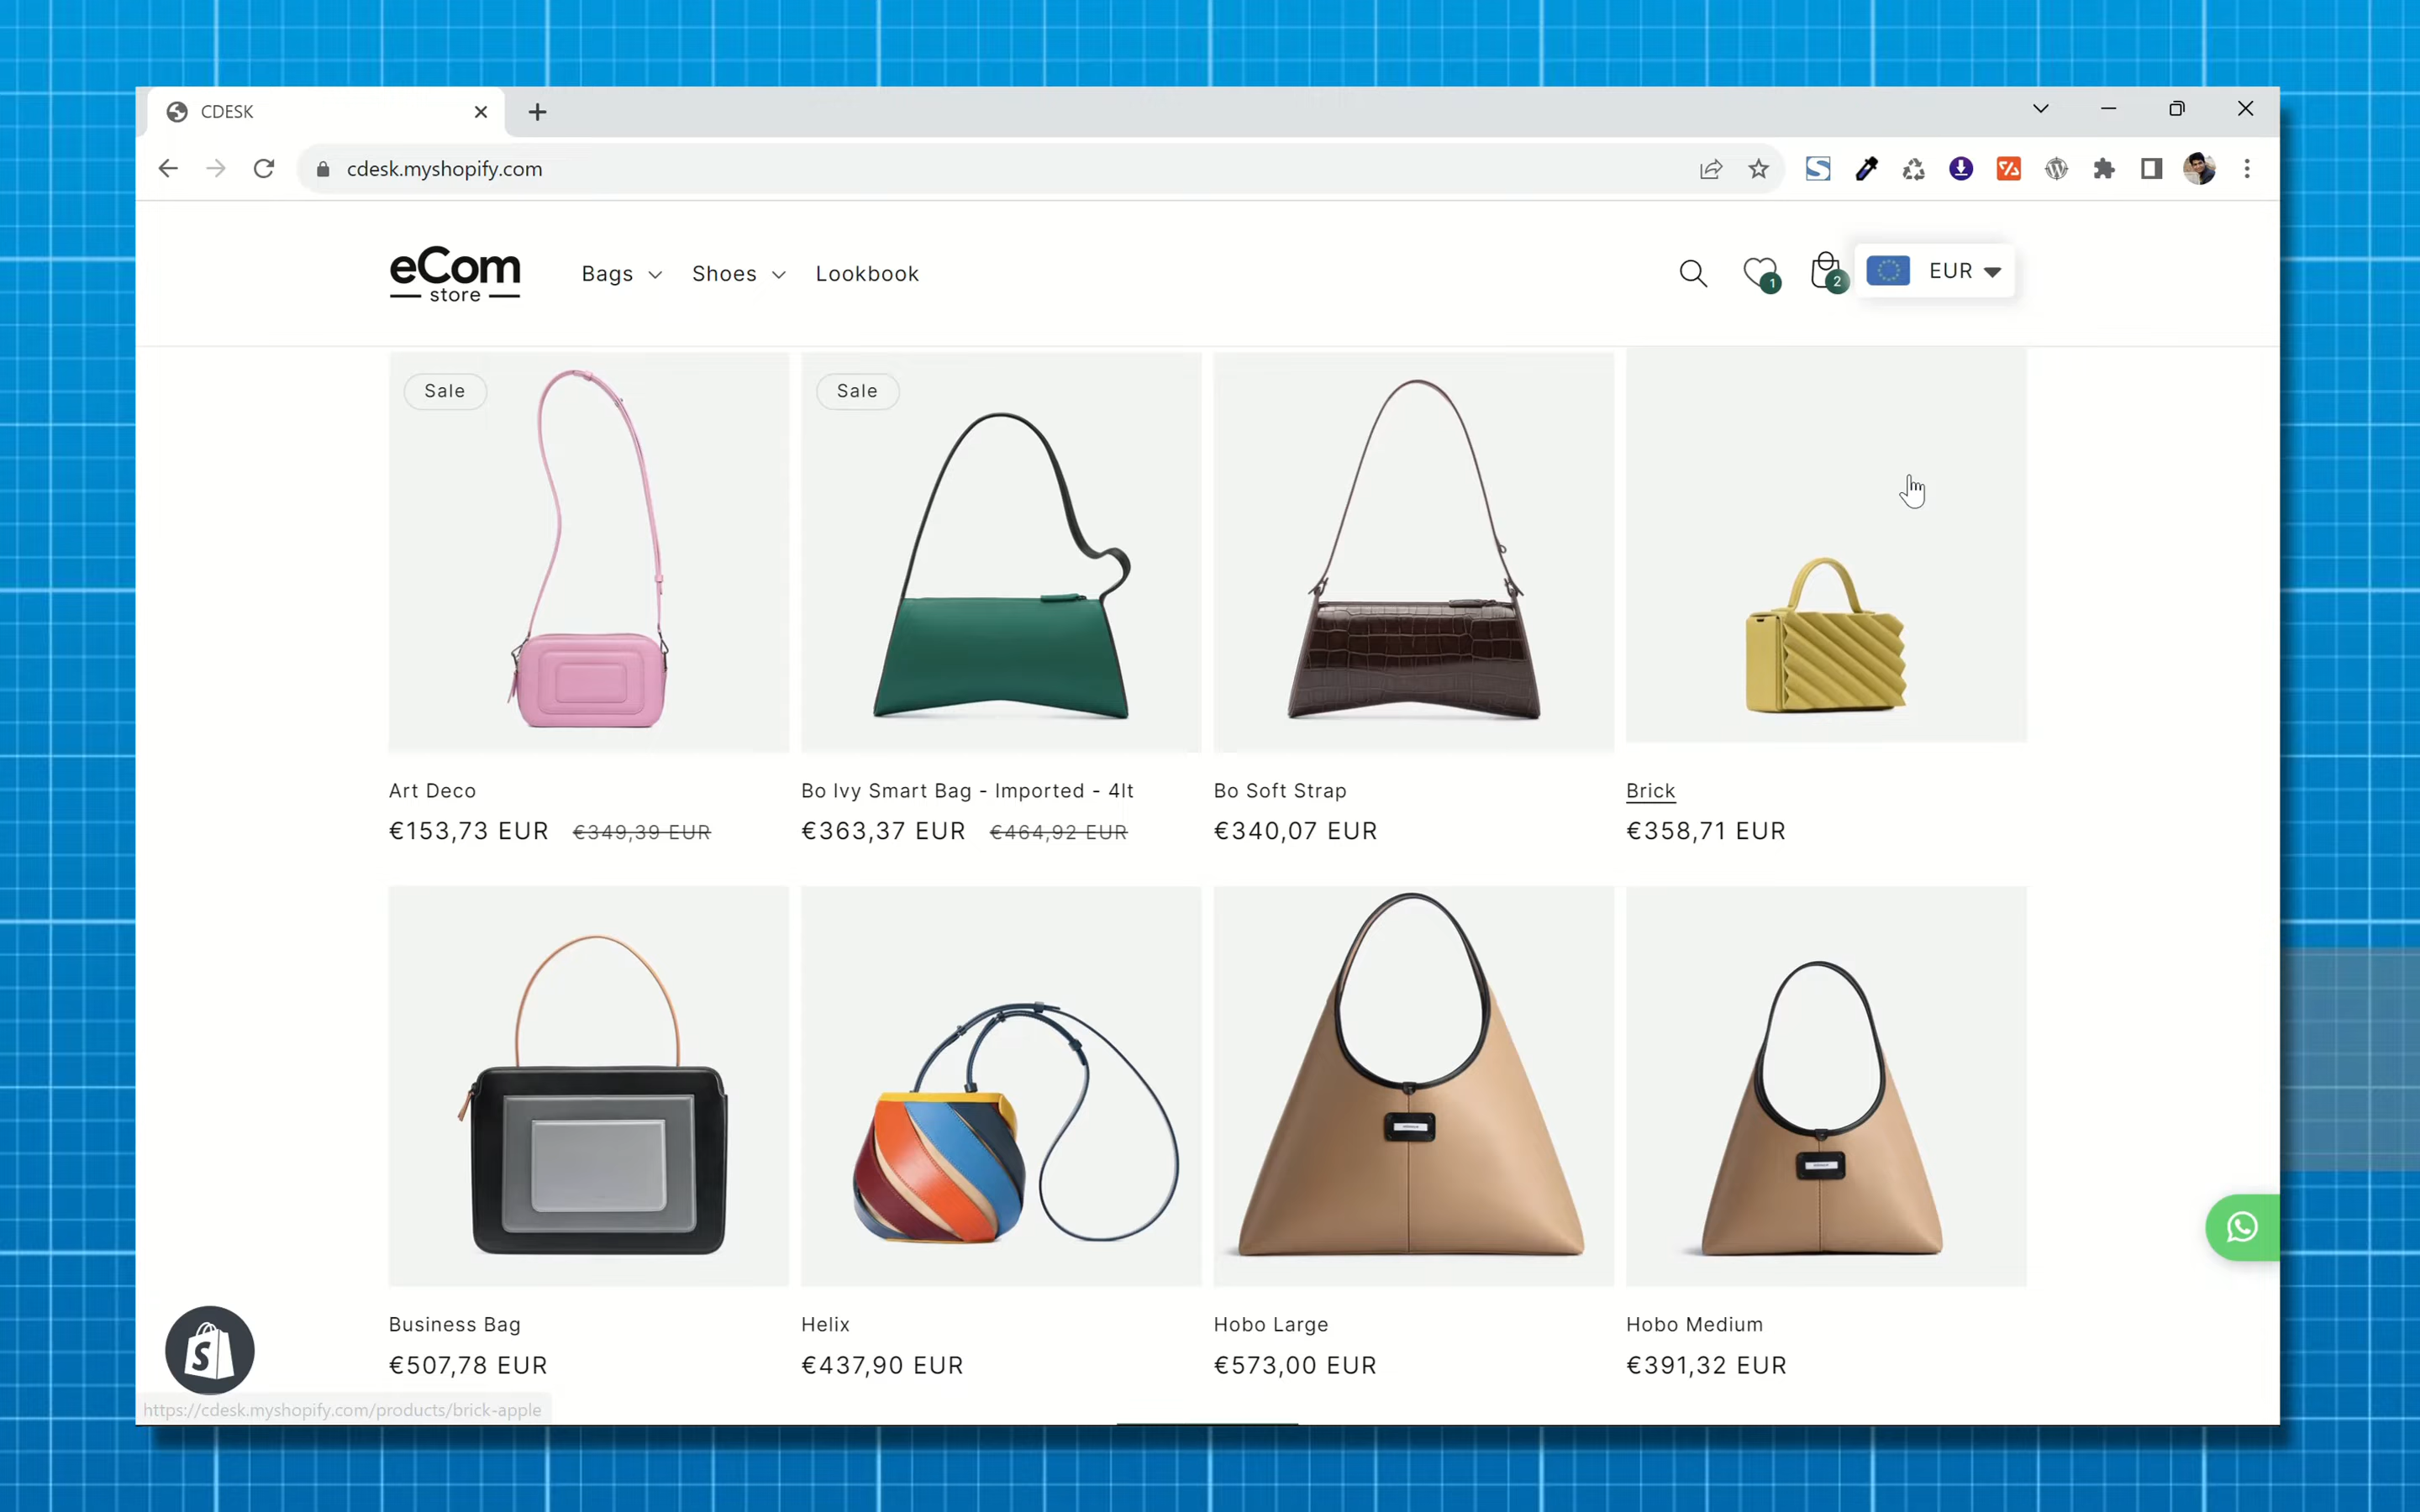 CDESK
cdesk.myshopify.com
eCom
store
Bags
Shoes
Lookbook
1
2
EUR
Sale
Sale
Art Deco
€153,73 EUR €349,39 EUR
Bo Ivy Smart Bag - Imported - 4lt
€363,37 EUR €464,92 EUR
Bo Soft Strap
€340,07 EUR
Brick
€358,71 EUR
Business Bag
€507,78 EUR
Helix
€437,90 EUR
Hobo Large
€573,00 EUR
Hobo Medium
€391,32 EUR
https://cdesk.myshopify.com/products/brick-apple